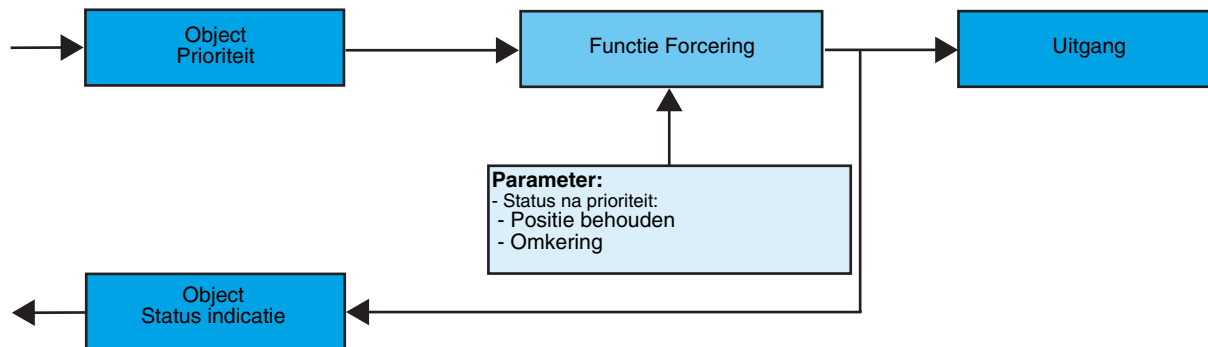 Object
Prioriteit
Functie Forcering
Uitgang
Parameter:
- Status na prioriteit:
- Positie behouden
- Omkering
Object
Status indicatie